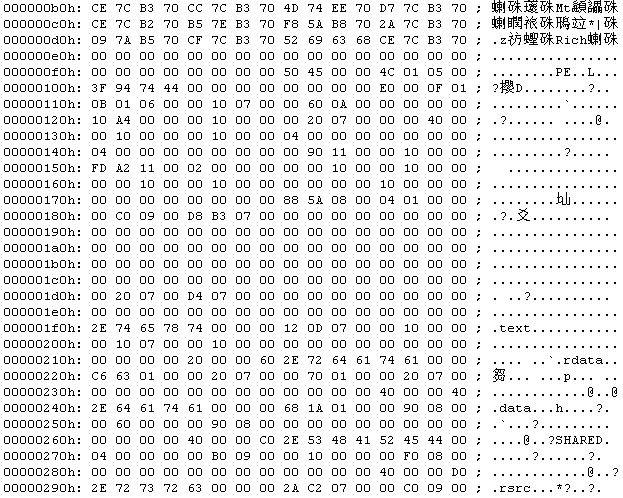 000000b0h: CE 7C B3 70 CC 7C B3 70 4D 74 EE 70 D7 7C B3 70 ; 蝲硃瘝硃Mt頧龤硃
000000c0h: CE 7C B2 70 B5 7E B3 70 F8 5A B8 70 2A 7C B3 70 ; *|硃
000000d0h: 09 7A B5 70 CF 7C B3 70 52 69 63 68 CE 7C B3 70 ; .z硃Rich蝲硃
000000e0h: 00 00 00 00 00 00 00 00 00 00 00 00 00 00 00 00 ; ................
000000f0h: 00 00 00 00 00 00 00 00 50 45 00 00 4C 01 05 00 ; ........PE..L...
00000100h: 3F 94 74 44 00 00 00 00 00 00 00 00 E0 00 0F 01 ; ?D........?..
00000110h: 0B 01 06 00 00 10 07 00 00 60 0A 00 00 00 00 00 ; .........`......
00000120h: 10 A4 00 00 00 10 00 00 00 20 07 00 00 00 40 00 ; .?....... ....@.
00000130h: 00 10 00 00 00 10 00 00 04 00 00 00 00 00 00 00 ; ................
00000140h: 04 00 00 00 00 00 00 00 00 90 11 00 00 10 00 00 ; .........?.....
00000150h: FD A2 11 00 02 00 00 00 00 00 10 00 00 10 00 00 ; ..............
00000160h: 00 00 10 00 00 10 00 00 00 00 00 00 10 00 00 00 ; ................
00000170h: 00 00 00 00 00 00 00 00 88 5A 08 00 04 01 00 00 ; ..............
00000180h: 00 C0 09 00 D8 B3 07 00 00 00 00 00 00 00 00 00 ; .?...........
00000190h: 00 00 00 00 00 00 00 00 00 00 00 00 00 00 00 00 ; ................
000001a0h: 00 00 00 00 00 00 00 00 00 00 00 00 00 00 00 00 ; ................
000001b0h: 00 00 00 00 00 00 00 00 00 00 00 00 00 00 00 00 ; ................
000001c0h: 00 00 00 00 00 00 00 00 00 00 00 00 00 00 00 00 ; ................
000001d0h: 00 20 07 00 D4 07 00 00 00 00 00 00 00 00 00 00 ; . ..?...........
000001e0h: 00 00 00 00 00 00 00 00 00 00 00 00 00 00 00 00 ; ................
000001f0h: 2E 74 65 78 74 00 00 00 12 0D 07 00 00 10 00 00 ; .text...........
00000200h: 00 10 07 00 00 10 00 00 00 00 00 00 00 00 00 00 ; ................
00000210h: 00 00 00 00 20 00 00 60 2E 72 64 61 74 61 00 00 ; .... ..`.rdata..
00000220h: C6 63 01 00 00 20 07 00 00 70 01 00 00 20 07 00 ; ... ...p... ..
00000230h: 00 00 00 00 00 00 00 00 00 00 00 00 40 00 00 40 ; ............@..@
00000240h: 2E 64 61 74 61 00 00 00 68 1A 01 00 00 90 08 00 ; .data...h....?.
00000250h: 00 60 00 00 00 90 08 00 00 00 00 00 00 00 00 00 ; .`...?.........
00000260h: 00 00 00 00 40 00 00 C0 2E 53 48 41 52 45 44 00 ; ....@..?SHARED.
00000270h: 04 00 00 00 00 B0 09 00 00 10 00 00 00 F0 08 00 ; .....?.......?.
00000280h: 00 00 00 00 00 00 00 00 00 00 00 00 40 00 00 D0 ; ............@..?
00000290h: 2E 72 73 72 63 00 00 00 2A C2 07 00 00 C0 09 00 ; .rsrc...*?..?.